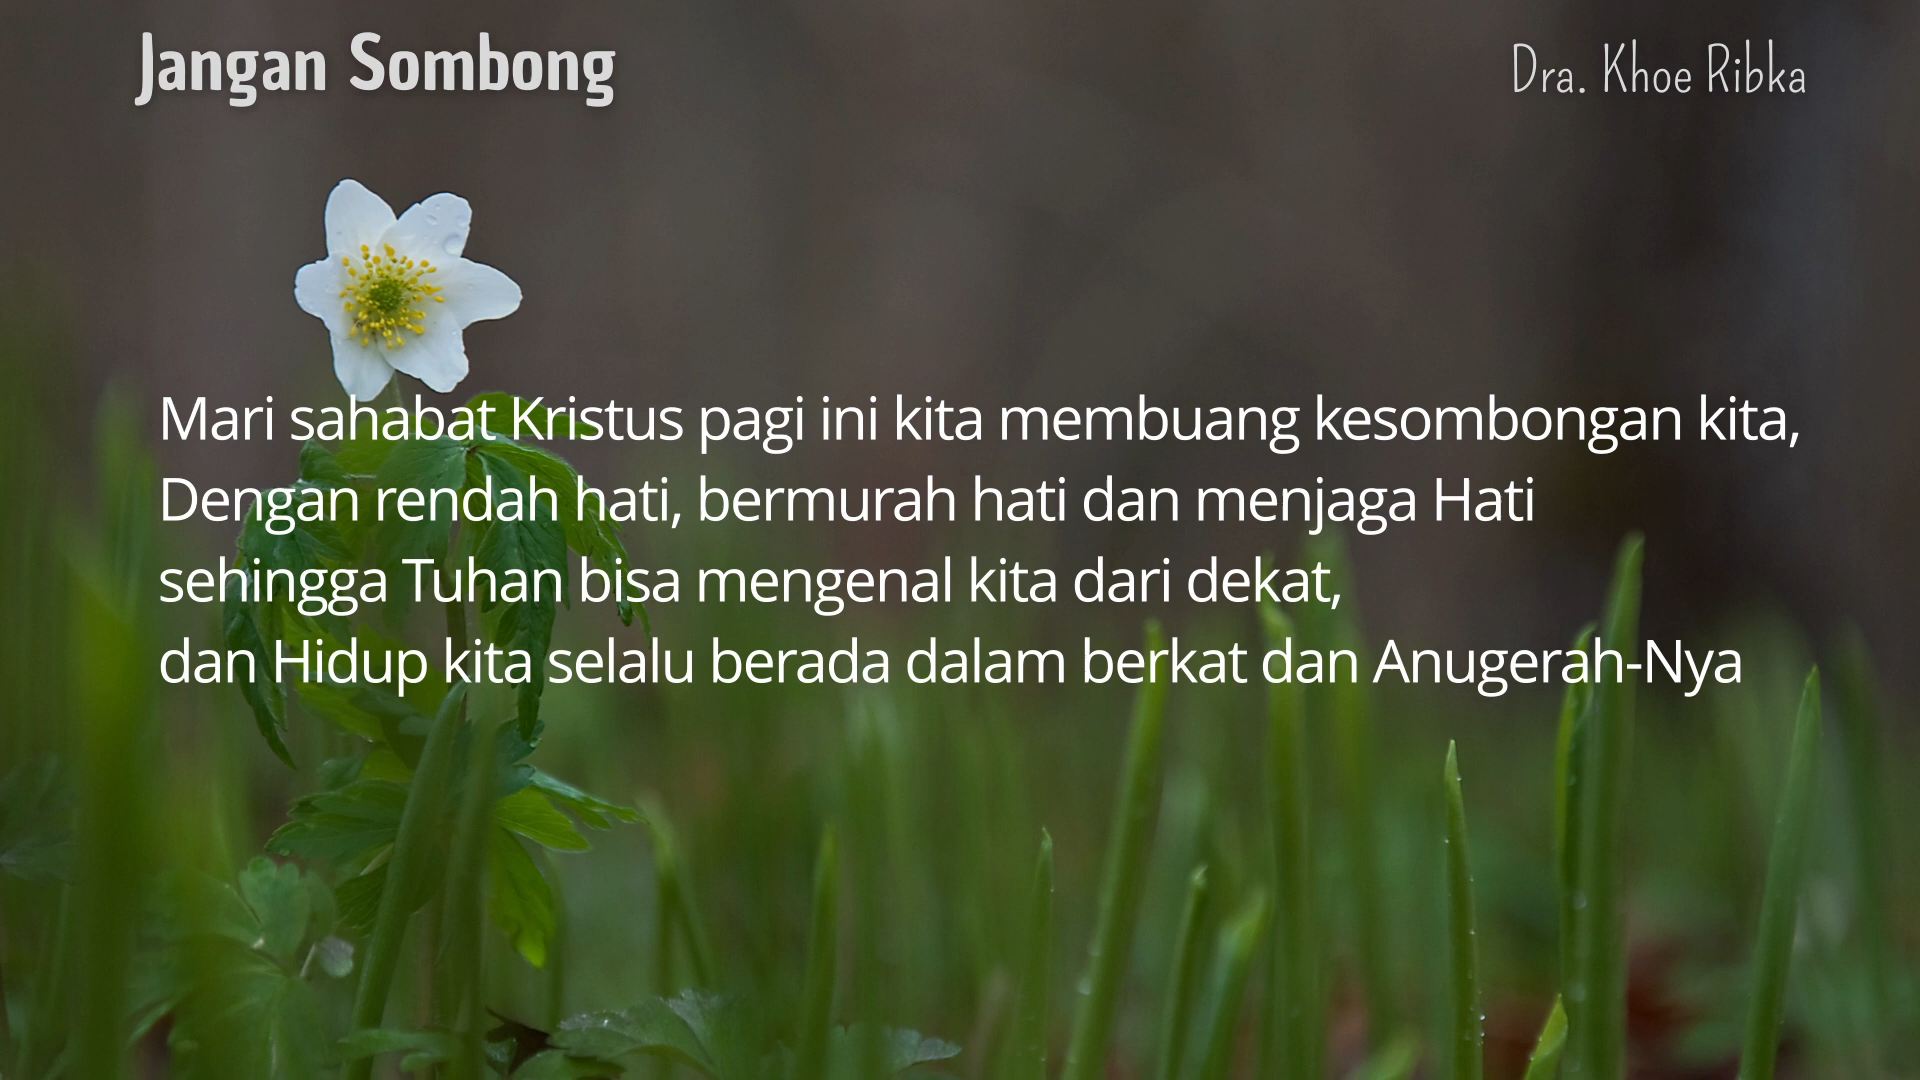 Jangan Sombong
Dra. Khoe Ribka
Mari sahabat Kristus pagi ini kita membuang kesombongan kita,
Dengan rendah hati, bermurah hati dan menjaga Hati
sehingga Tuhan bisa mengenal kita dari dekat,
dan Hidup kita selalu berada dalam berkat dan Anugerah-Nya